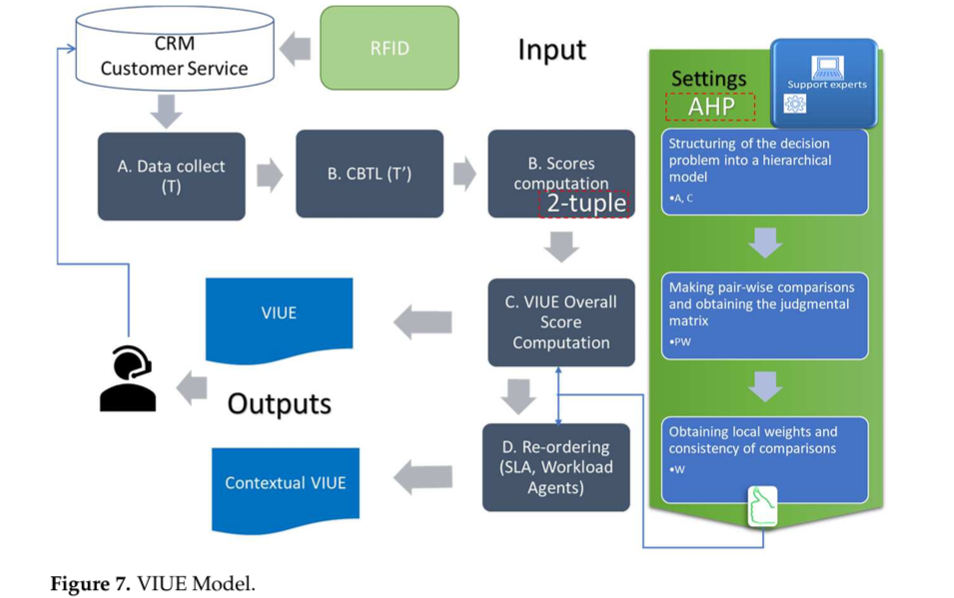 CRM
Customer Service
RFID
Input
Settings
AHP
Support experts
A. Data collect
(T)
B. CBTL (T’)
B. Scores
computation
2-tuple
Structuring of the decision
problem into a hierarchical
model
•A, C
VIUE
C. VIUE Overall
Score
Computation
Making pair-wise comparisons
and obtaining the judgmental
matrix
•PW
Outputs
Contextual VIUE
D. Re-ordering
(SLA, Workload
Agents)
Obtaining local weights and
consistency of comparisons
•W
Figure 7. VIUE Model.